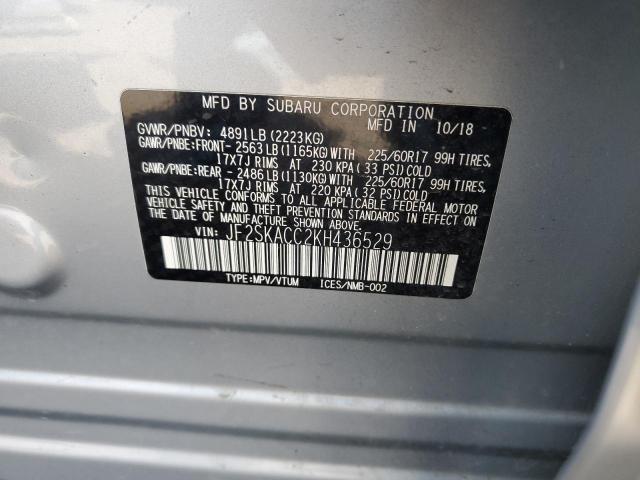 MFD BY SUBARU CORPORATION
MFD IN 10/18
GVWR/PNBV: 4891LB(2223KG)
GAWR/PNBE:FRONT- 2563LB(1165KG)WITH 225/60R17 99H TIRES,
17X7J RIMS AT 230 KPA(33 PSI)COLD
GAWR/PNBE:REAR - 2486LB(1130KG)WITH 225/60R17 99H TIRES,
17X7J RIMS AT 220 KPA(32 PSI)COLD
THIS VEHICLE CONFORMS TO ALL APPLICABLE FEDERAL MOTOR
VEHICLE SAFETY AND THEFT PREVENTION STANDARDS IN EFFECT
ON THE DATE OF MANUFACTURE SHOWN ABOVE.
VIN: JF2SKACC2KH436529
TYPE:MPV/VTUM ICES/NMB-002